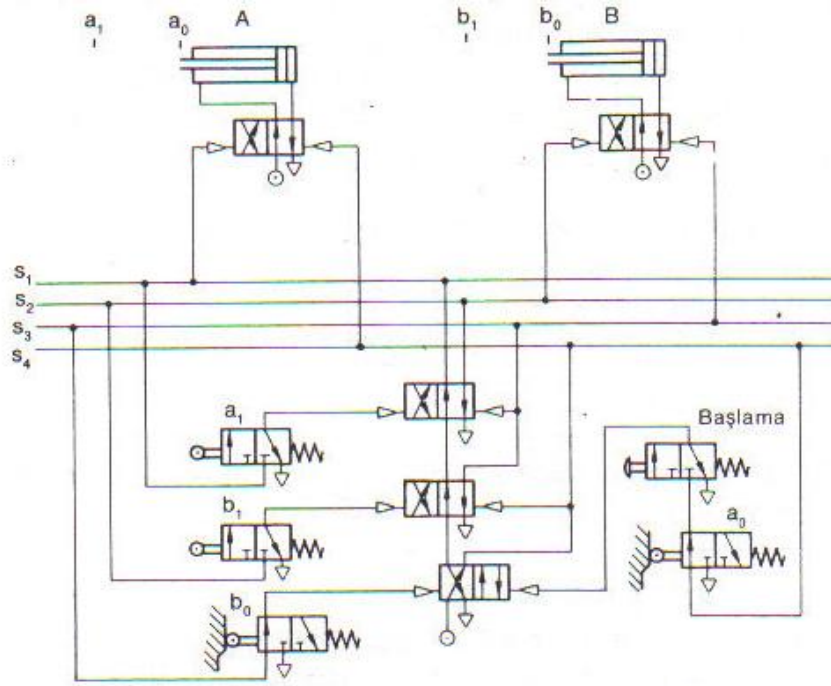 a₁ a₀ A b₁ b₀ B
s₁
s₂
s₃
s₄
a₁
Başlama
b₁
a₀
b₀